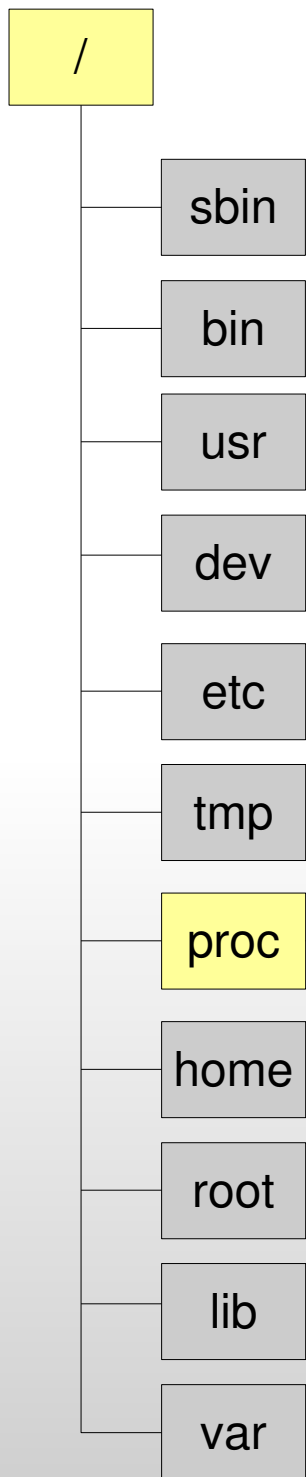 /
sbin
bin
usr
dev
etc
tmp
proc
home
root
lib
var